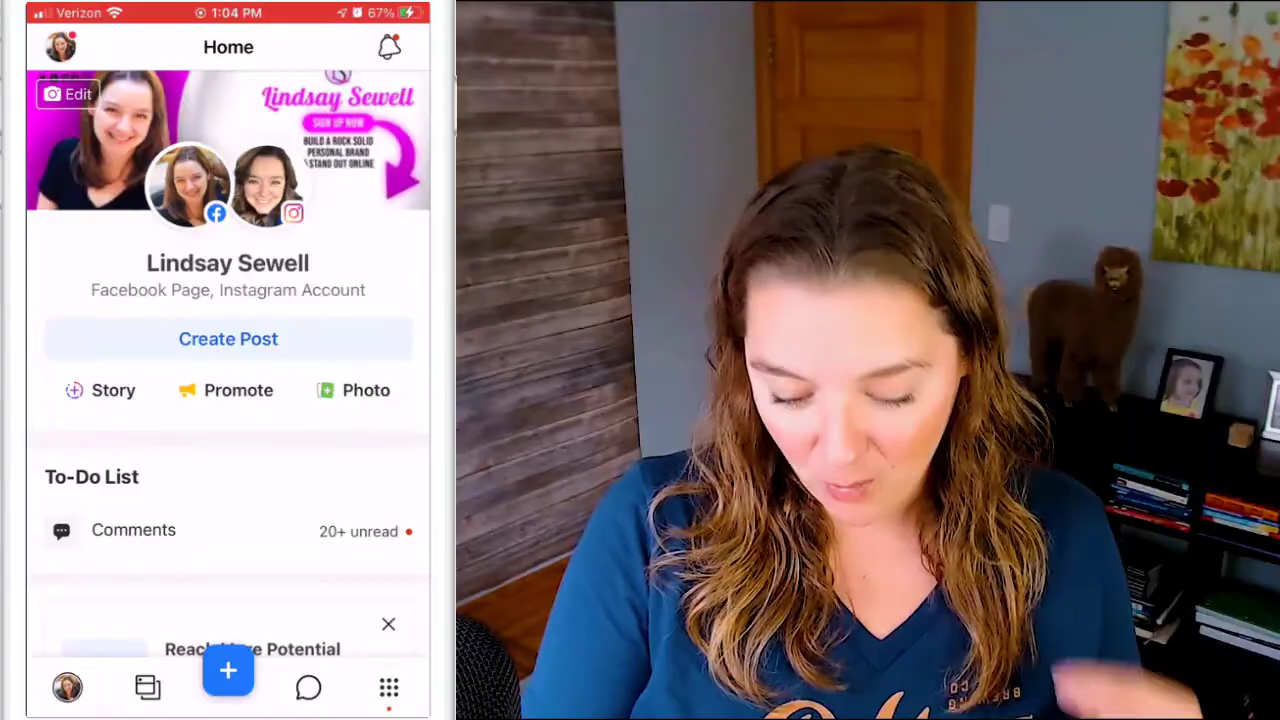 Verizon 1:04 PM 67%
Home
Edit
Lindsay Sewell
SIGN UP NOW
BUILD A ROCK SOLID
PERSONAL BRAND
STAND OUT ONLINE
Lindsay Sewell
Facebook Page, Instagram Account
Create Post
Story Promote Photo
To-Do List
Comments 20+ unread
Potential